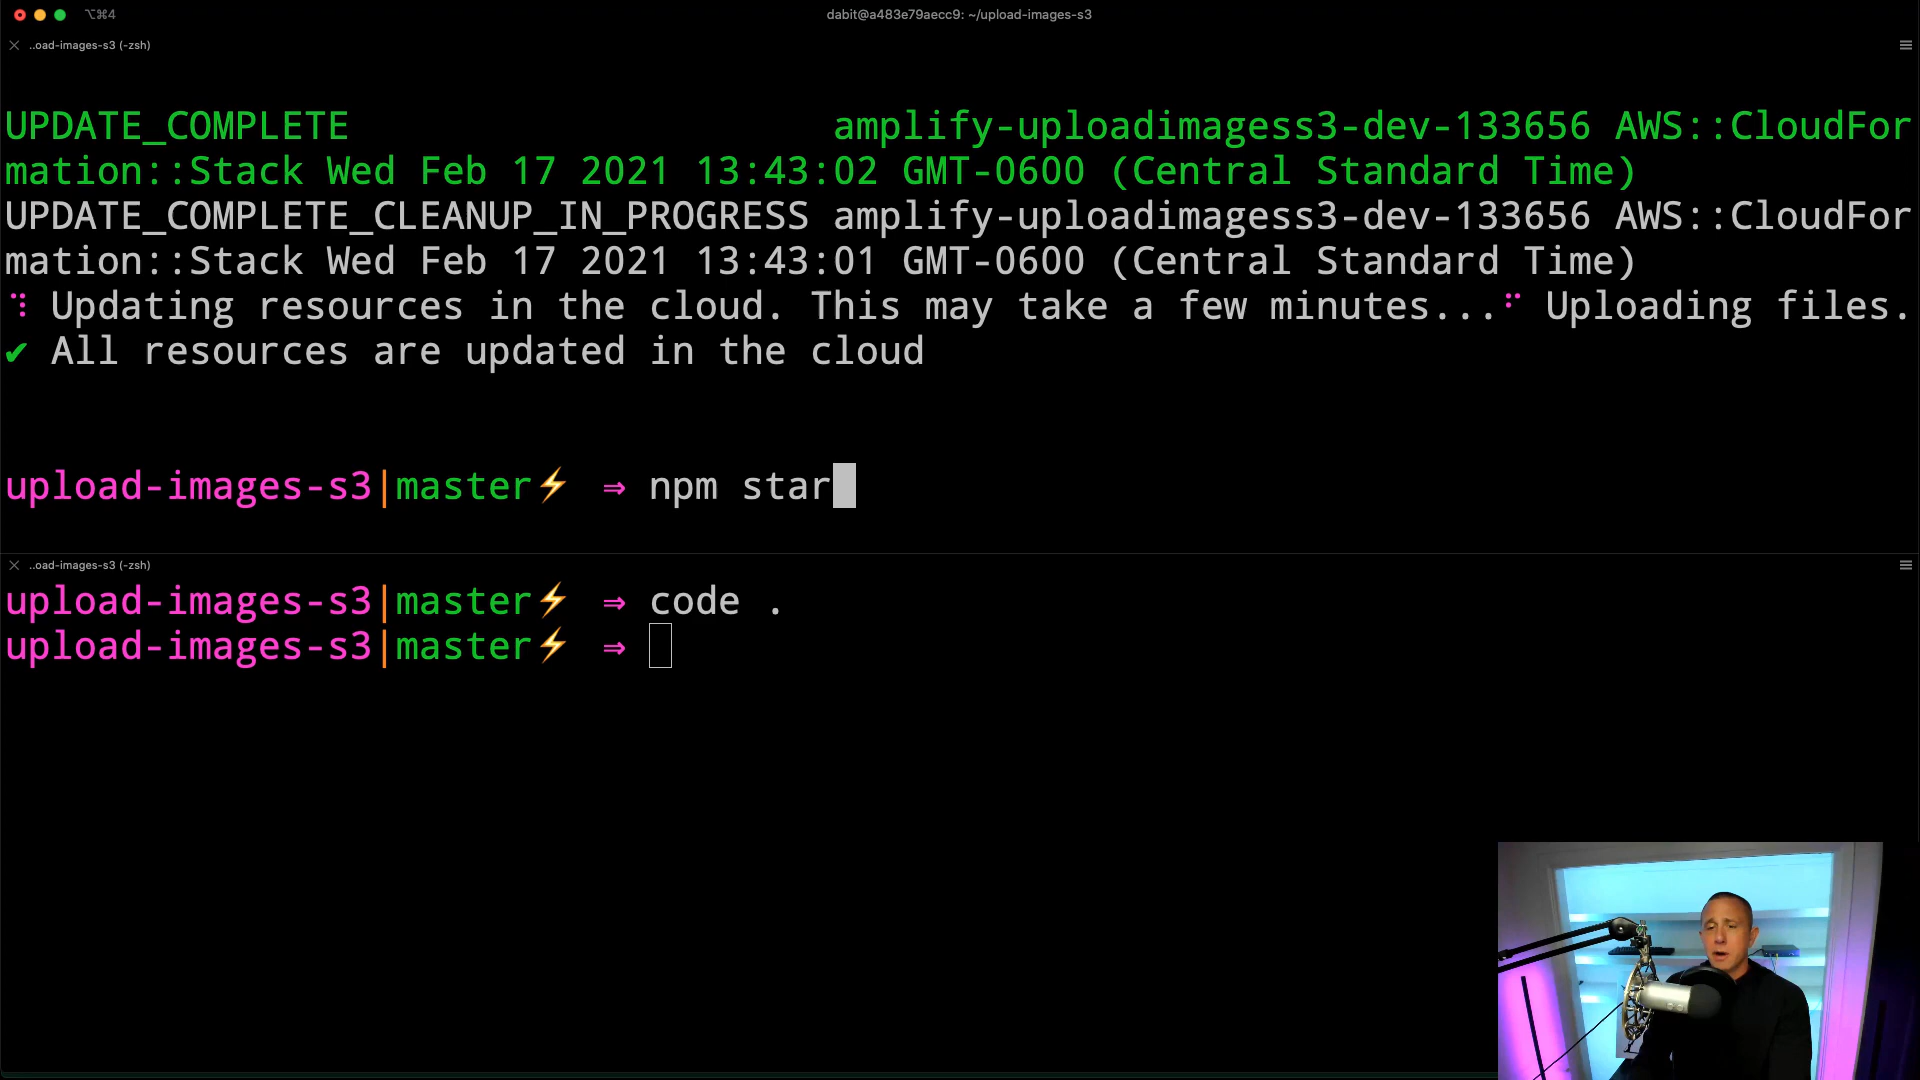 ⌥⌘4
dabit@a483e79aecc9: ~/upload-images-s3
..oad-images-s3 (-zsh)
UPDATE_COMPLETE amplify-uploadimagess3-dev-133656 AWS::CloudFor
mation::Stack Wed Feb 17 2021 13:43:02 GMT-0600 (Central Standard Time)
UPDATE_COMPLETE_CLEANUP_IN_PROGRESS amplify-uploadimagess3-dev-133656 AWS::CloudFor
mation::Stack Wed Feb 17 2021 13:43:01 GMT-0600 (Central Standard Time)
⠹ Updating resources in the cloud. This may take a few minutes...⠋ Uploading files.
✔ All resources are updated in the cloud
upload-images-s3|master⚡ ⇒ npm star
..oad-images-s3 (-zsh)
upload-images-s3|master⚡ ⇒ code .
upload-images-s3|master⚡ ⇒